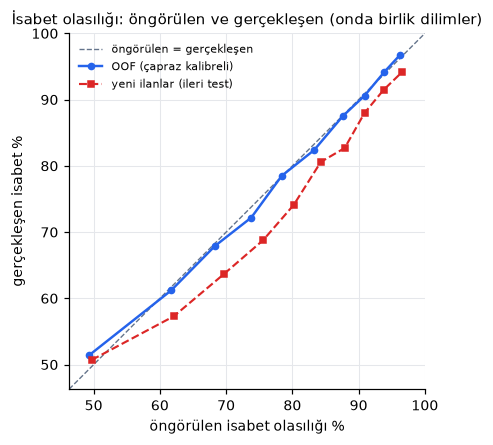 İsabet olasılığı: öngörülen ve gerçekleşen (onda birlik dilimler)
öngörülen = gerçekleşen
OOF (çapraz kalibreli)
yeni ilanlar (ileri test)
gerçekleşen isabet %
100
90
80
70
60
50
50 60 70 80 90 100
öngörülen isabet olasılığı %